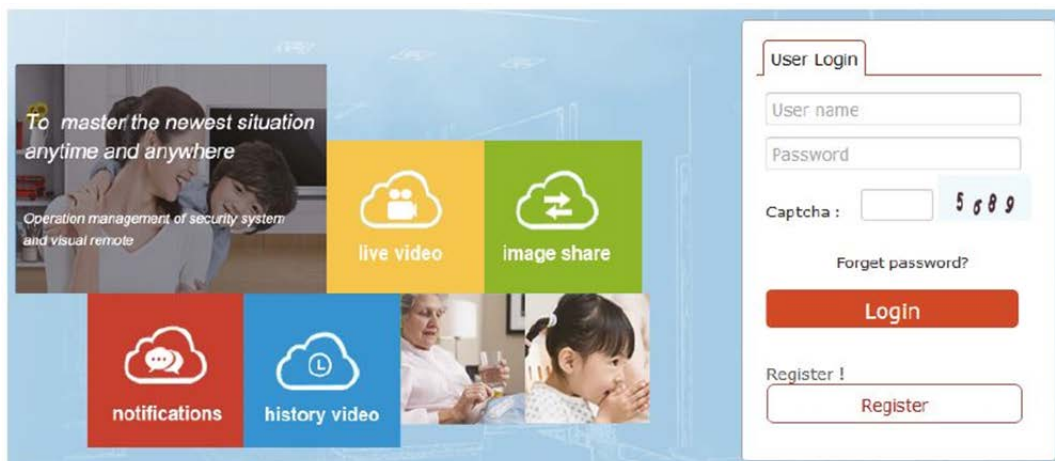 To master the newest situation
anytime and anywhere
Operation management of security system
and visual remote
live video
image share
notifications
history video
User Login
User name
Password
Captcha :
5689
Forget password?
Login
Register !
Register